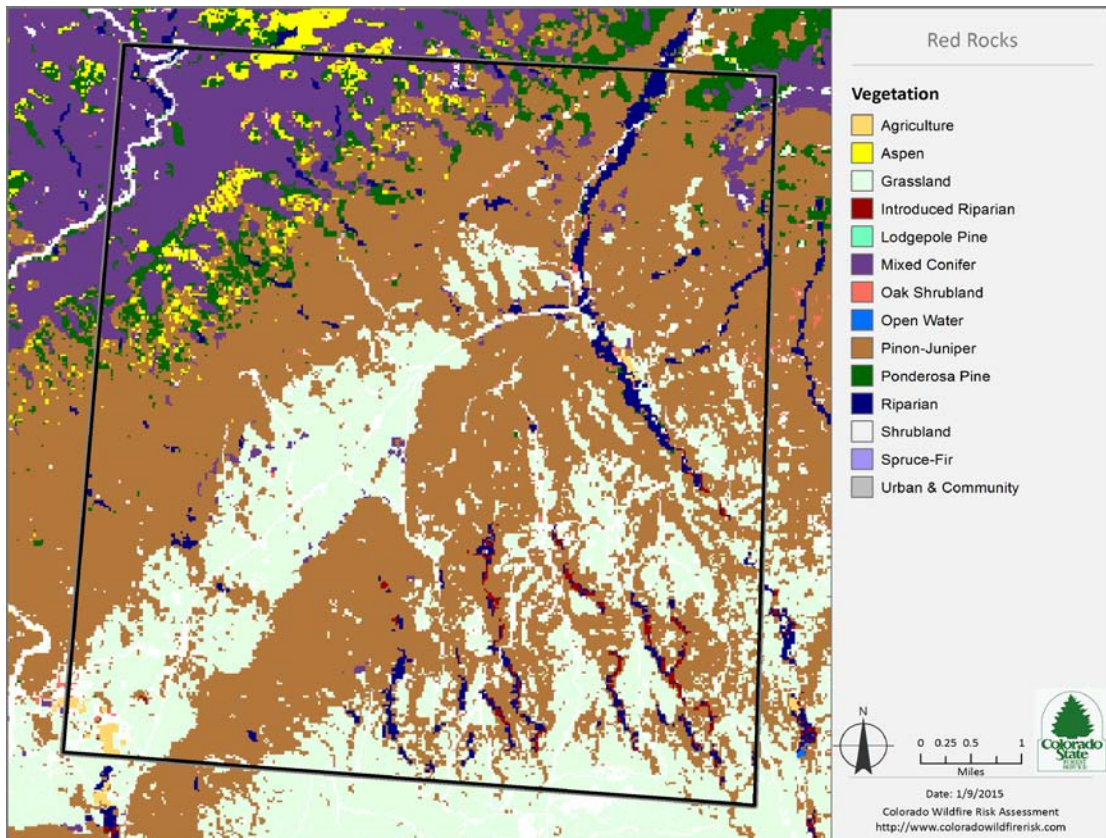 Red Rocks
Vegetation
Agriculture
Aspen
Grassland
Introduced Riparian
Lodgepole Pine
Mixed Conifer
Oak Shrubland
Open Water
Pinon-Juniper
Ponderosa Pine
Riparian
Shrubland
Spruce-Fir
Urban & Community
N
0 0.25 0.5 1
Miles
Colorado
State
FOREST
SERVICE
Date: 1/9/2015
Colorado Wildfire Risk Assessment
http://www.coloradowildfirerisk.com